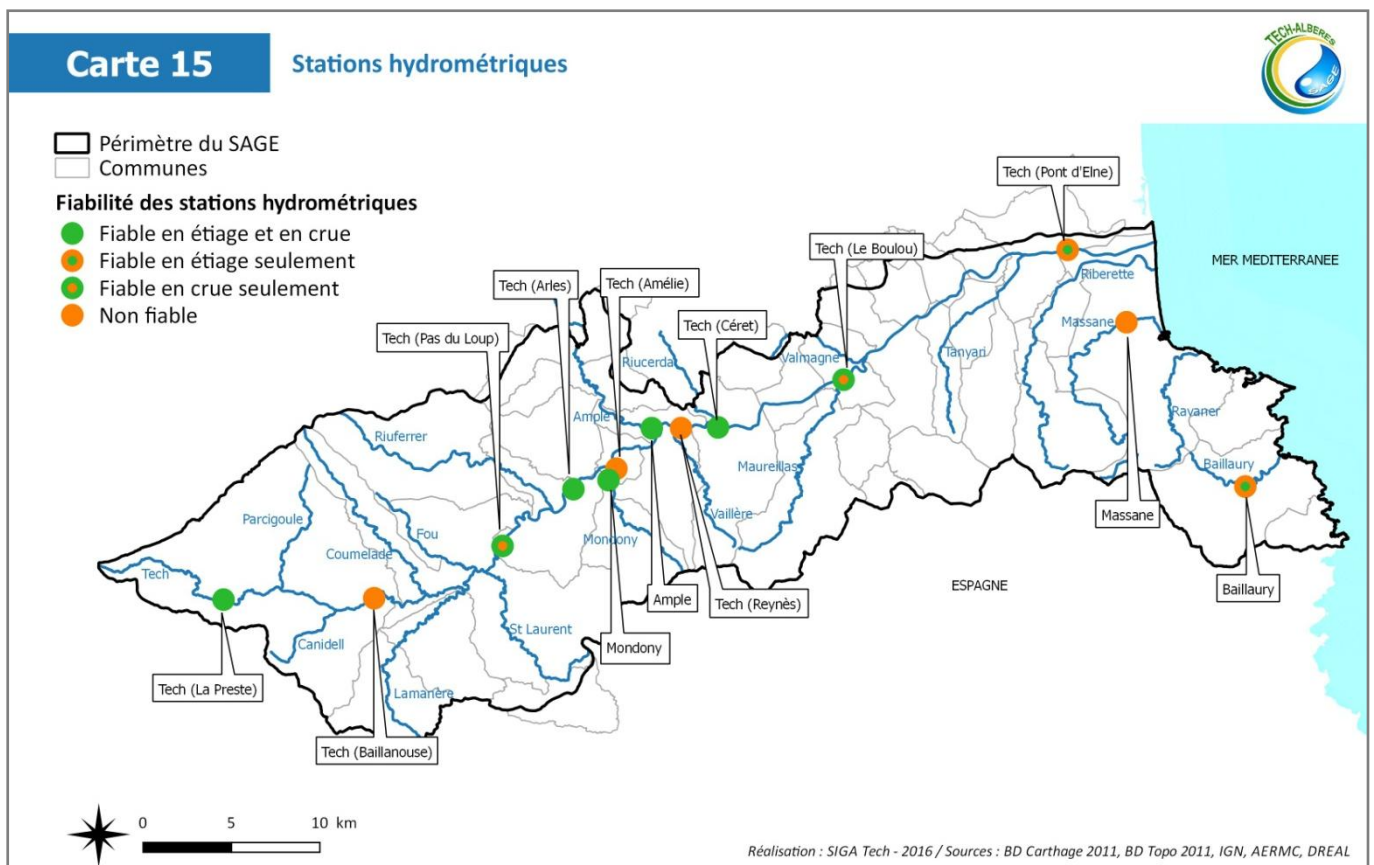 Carte 15
Stations hydrométriques
TECH-ALBERES
SAGE
Périmètre du SAGE
Communes
Fiabilité des stations hydrométriques
Fiable en étiage et en crue
Fiable en étiage seulement
Fiable en crue seulement
Non fiable
Tech (Pont d'Elne)
Tech (Le Boulou)
MER MEDITERRANEE
Riberette
Tech (Arles)
Tech (Amélie)
Tech (Céret)
Massane
Tech (Pas du Loup)
Riucerda
Valmagne
Tanyari
Ample
Rayaner
Riuferrer
Maureillas
Baillaury
Parcigoule
Vaillère
Fou
Massane
Coumelade
Mondony
Tech
ESPAGNE
Baillaury
Ample
Tech (Reynès)
St Laurent
Canidell
Mondony
Tech (La Preste)
Lamanère
Tech (Baillanouse)
0 5 10 km
Réalisation : SIGA Tech - 2016 / Sources : BD Carthage 2011, BD Topo 2011, IGN, AERMC, DREAL